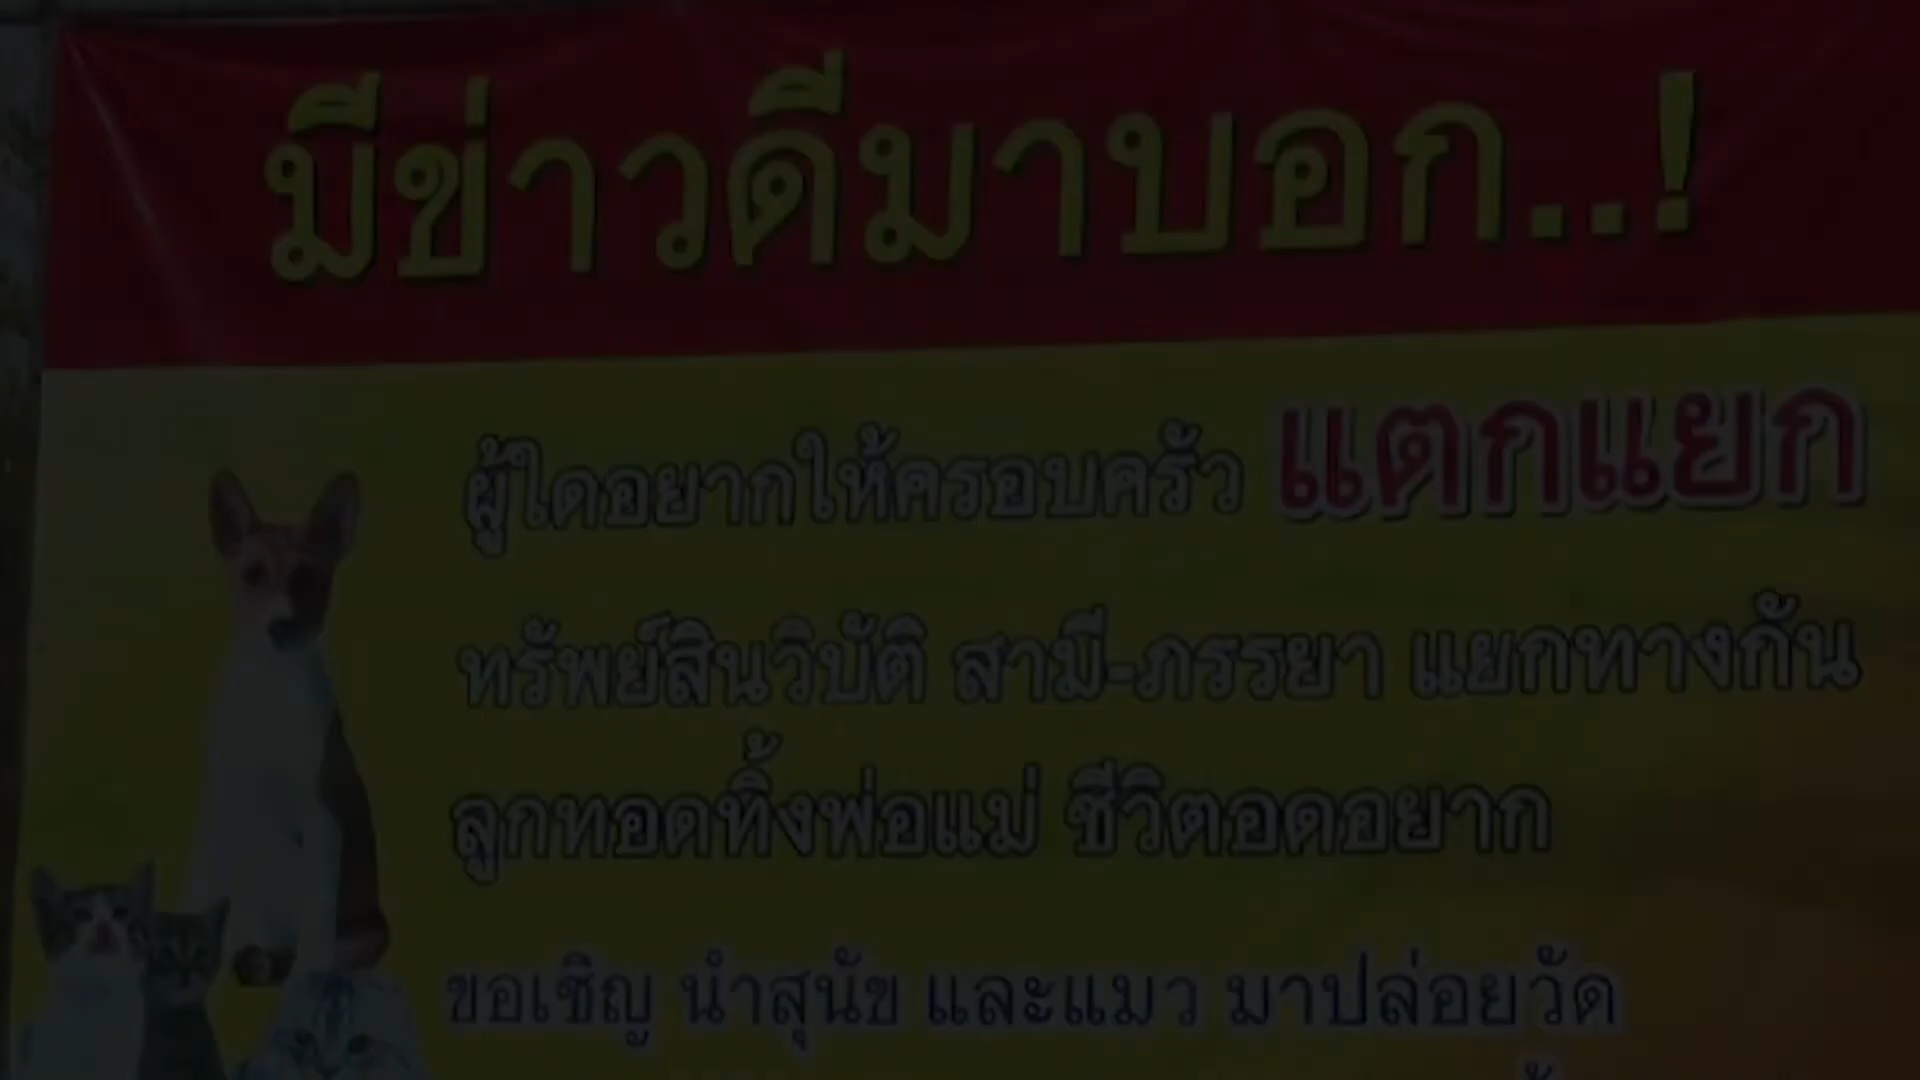 มีข่าวดีมาบอก..!
ผู้ใดอยากให้ครอบครัว แตกแยก
ทรัพย์สินวิบัติ สามี-ภรรยา แยกทางกัน
ลูกทอดทิ้งพ่อแม่ ชีวิตอดอยาก
ขอเชิญ นำสุนัข และแมว มาปล่อยวัด